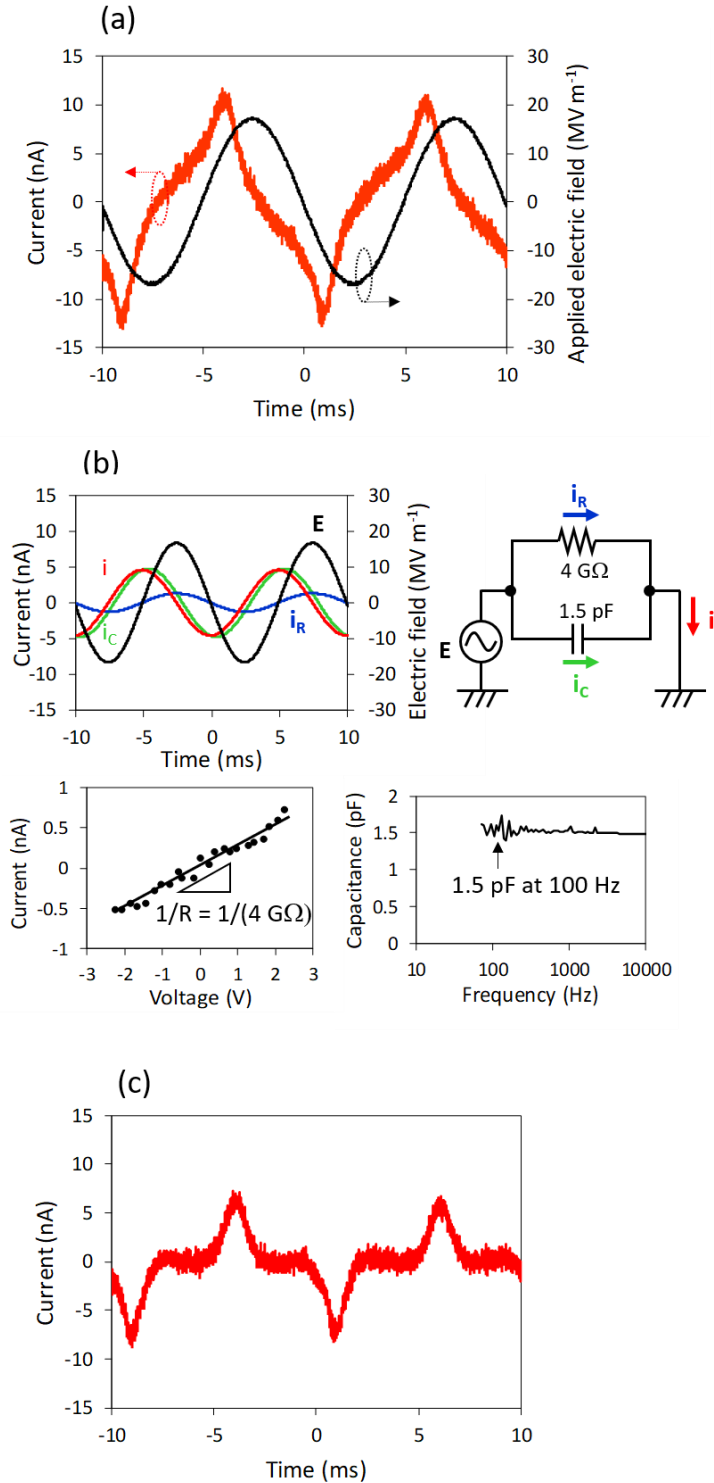 (a)
15
10
5
0
-5
-10
-15
Current (nA)
30
20
10
0
-10
-20
-30
Applied electric field (MV m⁻¹)
-10 -5 0 5 10
Time (ms)
(b)
15
10
5
0
-5
-10
-15
Current (nA)
E
i
i_C
i_R
30
20
10
0
-10
-20
-30
Electric field (MV m⁻¹)
-10 -5 0 5 10
Time (ms)
i_R
4 GΩ
1.5 pF
E
i
i_C
1
0.5
0
-0.5
-1
Current (nA)
1/R = 1/(4 GΩ)
-3 -2 -1 0 1 2 3
Voltage (V)
2
1.5
1
0.5
0
Capacitance (pF)
1.5 pF at 100 Hz
10 100 1000 10000
Frequency (Hz)
(c)
15
10
5
0
-5
-10
-15
Current (nA)
-10 -5 0 5 10
Time (ms)